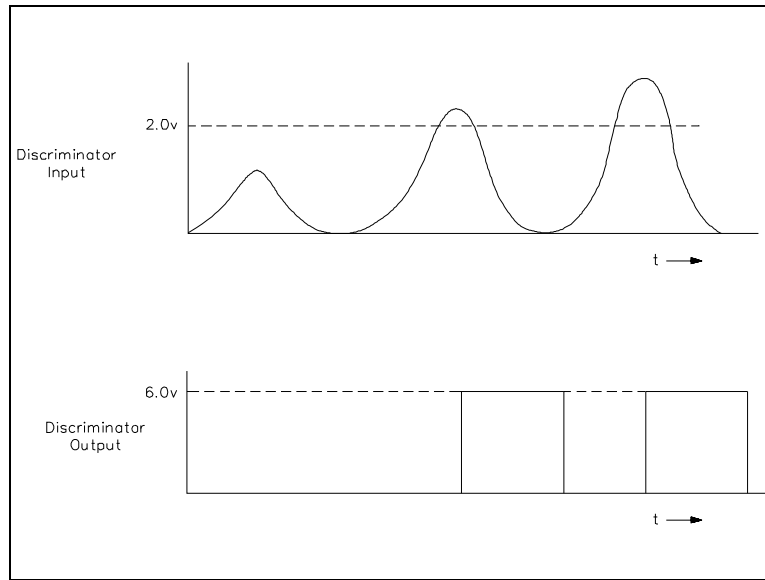 2.0v
Discriminator
Input
t
6.0v
Discriminator
Output
t